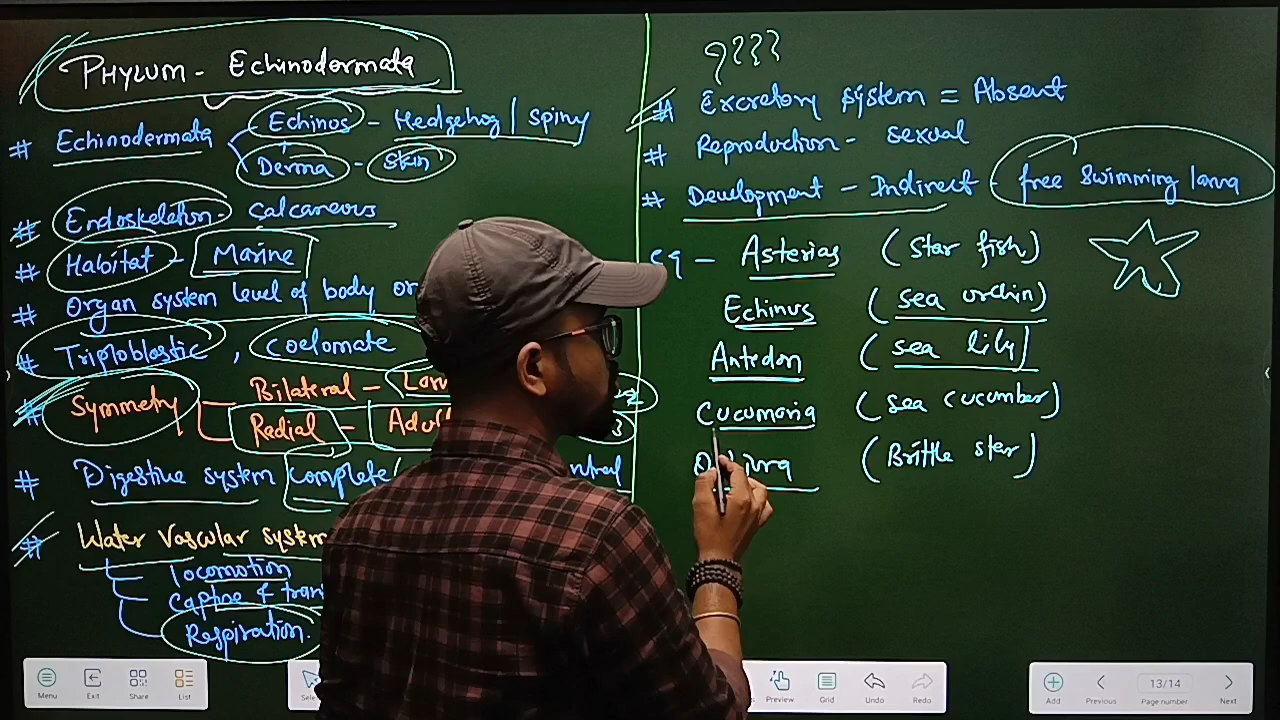 PHYLUM - Echinodermata
# Echinodermata
Echinos - Hedgehog / spiny
Derma - skin
# Endoskeleton - calcaneous
# Habitat - Marine
# Organ system level of body
# Triploblastic, coelomate
# Symmetry
Bilateral -
Radial -
# Digestive system complete/
Water vascular system
locomotion
Respiration.
????
# Excretory system = Absent
# Reproduction - sexual
# Development - Indirect - free swimming larva
eg - Asterias (Star fish)
Echinus (sea urchin)
Antedon (sea lily)
Cucumaria (sea cucumber)
(Brittle star)
Menu
Exit
Share
List
Preview
Grid
Undo
Redo
Add
Previous
13/14
Page number
Next